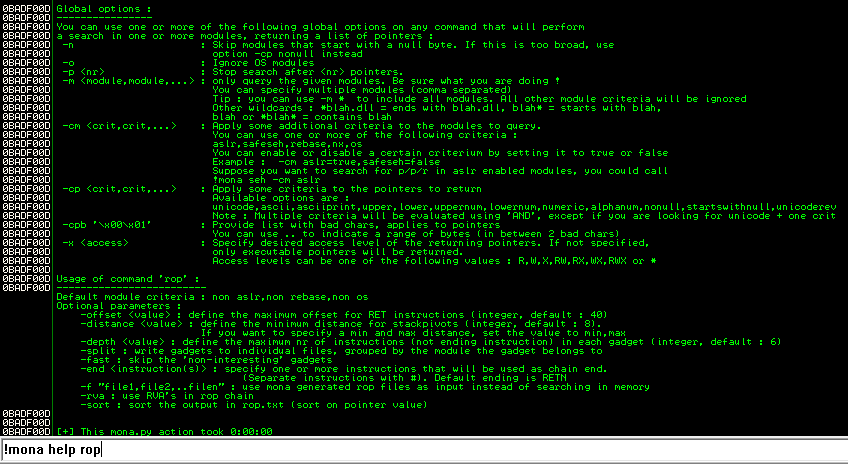 0BADF00D Global options :
0BADF00D ----------------
0BADF00D You can use one or more of the following global options on any command that will perform
0BADF00D a search in one or more modules, returning a list of pointers :
0BADF00D -n : Skip modules that start with a null byte. If this is too broad, use
0BADF00D option -cp nonull instead
0BADF00D -o : Ignore OS modules
0BADF00D -p <nr> : Stop search after <nr> pointers.
0BADF00D -m <module,module,...> : only query the given modules. Be sure what you are doing !
0BADF00D You can specify multiple modules (comma separated)
0BADF00D Tip : you can use -m * to include all modules. All other module criteria will be ignored
0BADF00D Other wildcards : *blah.dll = ends with blah.dll, blah* = starts with blah,
0BADF00D blah or *blah* = contains blah
0BADF00D -cm <crit,crit,...> : Apply some additional criteria to the modules to query.
0BADF00D You can use one or more of the following criteria :
0BADF00D aslr,safeseh,rebase,nx,os
0BADF00D You can enable or disable a certain criterium by setting it to true or false
0BADF00D Example : -cm aslr=true,safeseh=false
0BADF00D Suppose you want to search for p/p/r in aslr enabled modules, you could call
0BADF00D !mona seh -cm aslr
0BADF00D -cp <crit,crit,...> : Apply some criteria to the pointers to return
0BADF00D Available options are :
0BADF00D unicode,ascii,asciiprint,upper,lower,uppernum,lowernum,numeric,alphanum,nonull,startswithnull,unicoderev
0BADF00D Note : Multiple criteria will be evaluated using 'AND', except if you are looking for unicode + one crit
0BADF00D -cpb '\x00\x01' : Provide list with bad chars, applies to pointers
0BADF00D You can use .. to indicate a range of bytes (in between 2 bad chars)
0BADF00D -x <access> : Specify desired access level of the returning pointers. If not specified,
0BADF00D only executable pointers will be returned.
0BADF00D Access levels can be one of the following values : R,W,X,RW,RX,WX,RWX or *
0BADF00D
0BADF00D Usage of command 'rop' :
0BADF00D -------------------------
0BADF00D Default module criteria : non aslr,non rebase,non os
Optional parameters :
-offset <value> : define the maximum offset for RET instructions (integer, default : 40)
-distance <value> : define the minimum distance for stackpivots (integer, default : 8).
If you want to specify a min and max distance, set the value to min,max
-depth <value> : define the maximum nr of instructions (not ending instruction) in each gadget (integer, default : 6)
-split : write gadgets to individual files, grouped by the module the gadget belongs to
-fast : skip the 'non-interesting' gadgets
-end <instruction(s)> : specify one or more instructions that will be used as chain end.
(Separate instructions with #). Default ending is RETN
-f "file1,file2,..filen" : use mona generated rop files as input instead of searching in memory
-rva : use RVA's in rop chain
-sort : sort the output in rop.txt (sort on pointer value)
0BADF00D
0BADF00D
0BADF00D [+] This mona.py action took 0:00:00
!mona help rop